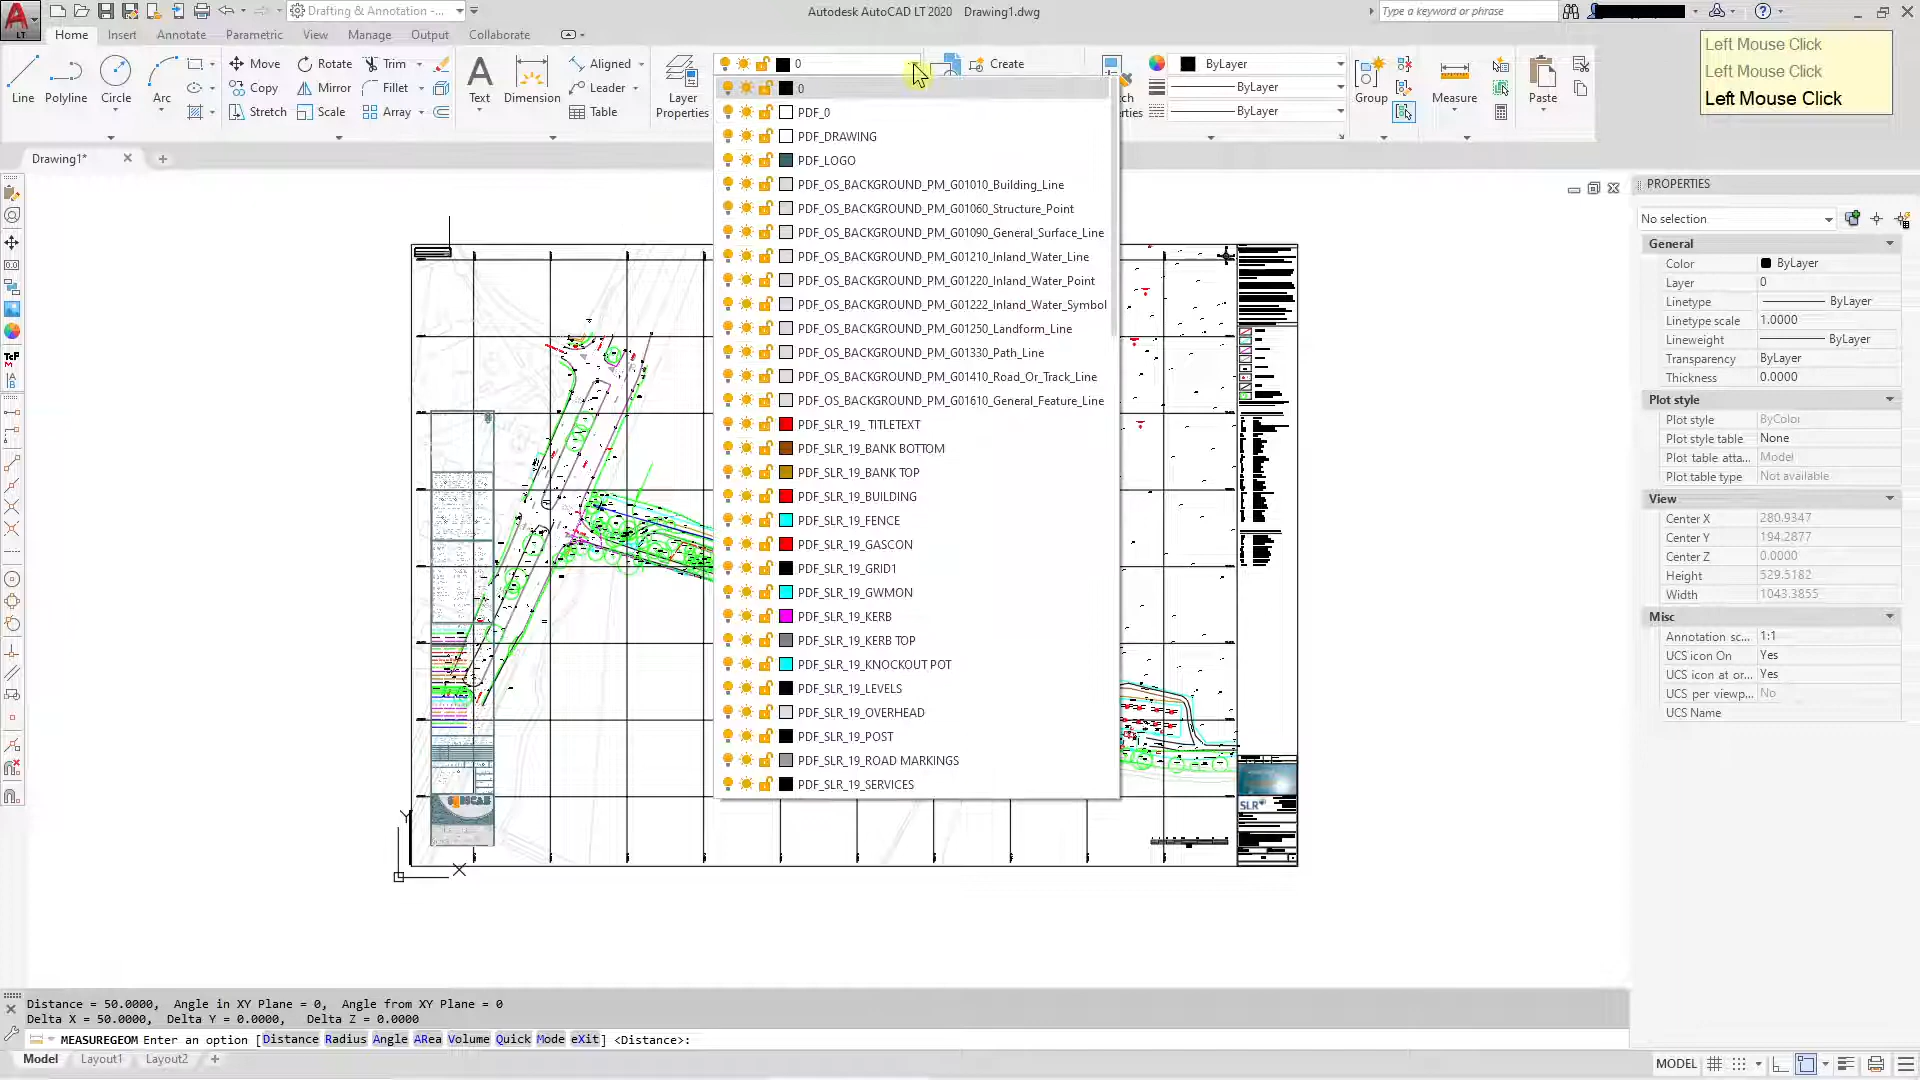 Drafting & Annotation
Autodesk AutoCAD LT 2020 Drawing1.dwg
Type a keyword or phrase
LT
Home Insert Annotate Parametric View Manage Output Collaborate
Left Mouse Click
Left Mouse Click
Left Mouse Click
Line Polyline Circle Arc
Move Rotate Trim
Copy Mirror Fillet
Stretch Scale Array
Text Dimension
Aligned
Leader
Table
Layer
Properties
0
Create
ByLayer
ByLayer
ByLayer
Group Measure Paste
Drawing1*
0
PDF_0
PDF_DRAWING
PDF_LOGO
PDF_OS_BACKGROUND_PM_G01010_Building_Line
PDF_OS_BACKGROUND_PM_G01060_Structure_Point
PDF_OS_BACKGROUND_PM_G01090_General_Surface_Line
PDF_OS_BACKGROUND_PM_G01210_Inland_Water_Line
PDF_OS_BACKGROUND_PM_G01220_Inland_Water_Point
PDF_OS_BACKGROUND_PM_G01222_Inland_Water_Symbol
PDF_OS_BACKGROUND_PM_G01250_Landform_Line
PDF_OS_BACKGROUND_PM_G01330_Path_Line
PDF_OS_BACKGROUND_PM_G01410_Road_Or_Track_Line
PDF_OS_BACKGROUND_PM_G01610_General_Feature_Line
PDF_SLR_19_ TITLETEXT
PDF_SLR_19_BANK BOTTOM
PDF_SLR_19_BANK TOP
PDF_SLR_19_BUILDING
PDF_SLR_19_FENCE
PDF_SLR_19_GASCON
PDF_SLR_19_GRID1
PDF_SLR_19_GWMON
PDF_SLR_19_KERB
PDF_SLR_19_KERB TOP
PDF_SLR_19_KNOCKOUT POT
PDF_SLR_19_LEVELS
PDF_SLR_19_OVERHEAD
PDF_SLR_19_POST
PDF_SLR_19_ROAD MARKINGS
PDF_SLR_19_SERVICES
PROPERTIES
No selection
General
Color ByLayer
Layer 0
Linetype ByLayer
Linetype scale 1.0000
Lineweight ByLayer
Transparency ByLayer
Thickness 0.0000
Plot style
Plot style ByColor
Plot style table None
Plot table atta... Model
Plot table type Not available
View
Center X 280.9347
Center Y 194.2877
Center Z 0.0000
Height 529.5182
Width 1043.3855
Misc
Annotation sc... 1:1
UCS icon On Yes
UCS icon at or... Yes
UCS per viewp... No
UCS Name
SLR
Y
X
Distance = 50.0000, Angle in XY Plane = 0, Angle from XY Plane = 0
Delta X = 50.0000, Delta Y = 0.0000, Delta Z = 0.0000
MEASUREGEOM Enter an option [Distance Radius Angle ARea Volume Quick Mode eXit] <Distance>:
Model Layout1 Layout2
MODEL